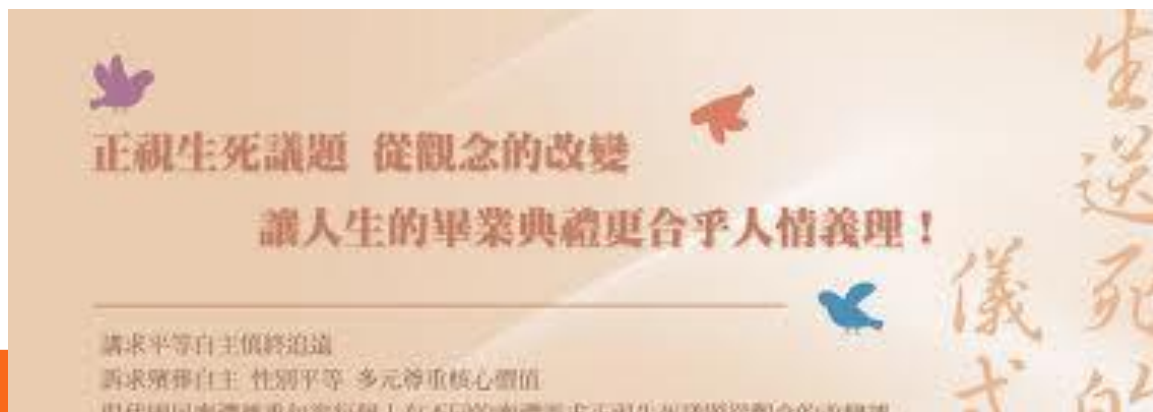 正視生死議題 從觀念的改變
讓人生的畢業典禮更合乎人情義理！
講求平等自主慎終追遠
訴求殯葬自主 性別平等 多元尊重核心價值
生送死的
儀式